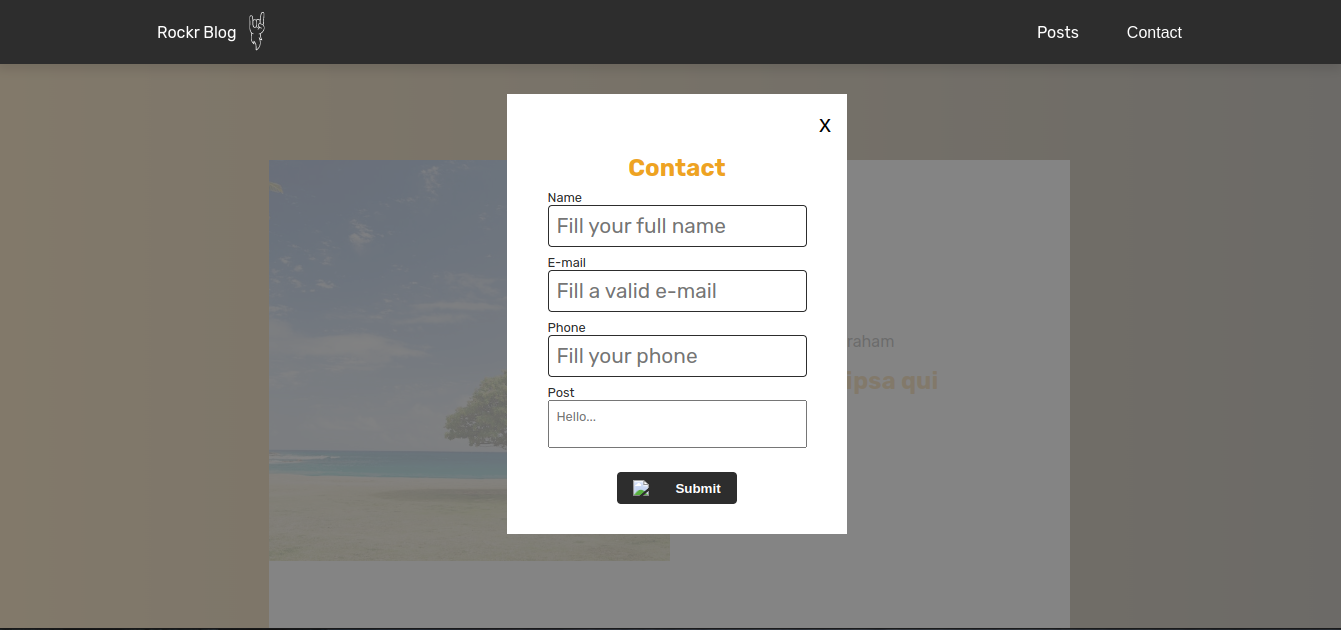 Rockr Blog
Posts
Contact
X
Contact
Name
Fill your full name
E-mail
Fill a valid e-mail
Phone
Fill your phone
Post
Hello...
Submit
raham
ipsa qui